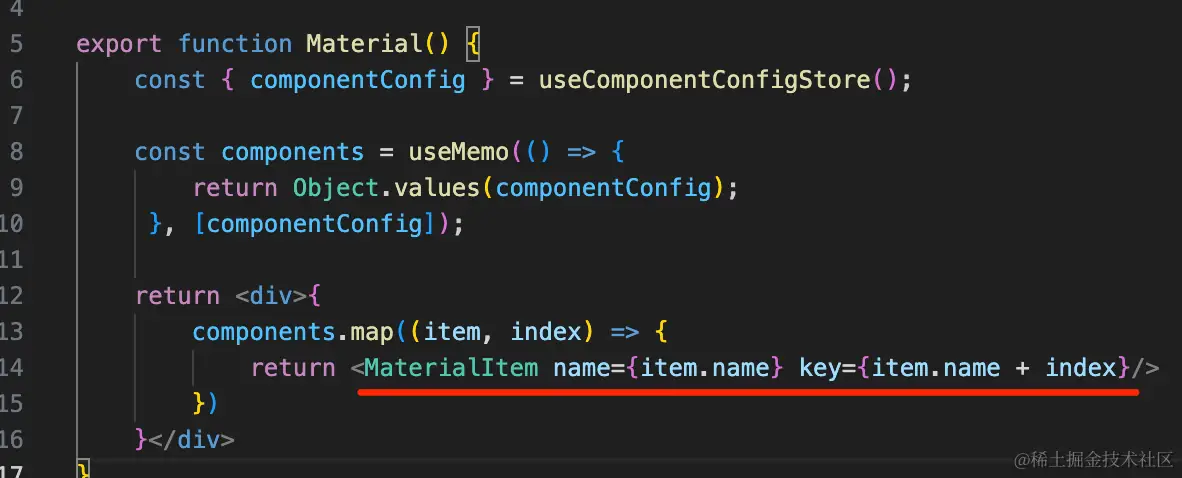 4
5 export function Material() {
6 const { componentConfig } = useComponentConfigStore();
7
8 const components = useMemo(() => {
9 return Object.values(componentConfig);
10 }, [componentConfig]);
11
12 return <div>{
13 components.map((item, index) => {
14 return <MaterialItem name={item.name} key={item.name + index}/>
15 })
16 }</div>
17 }
@稀土掘金技术社区